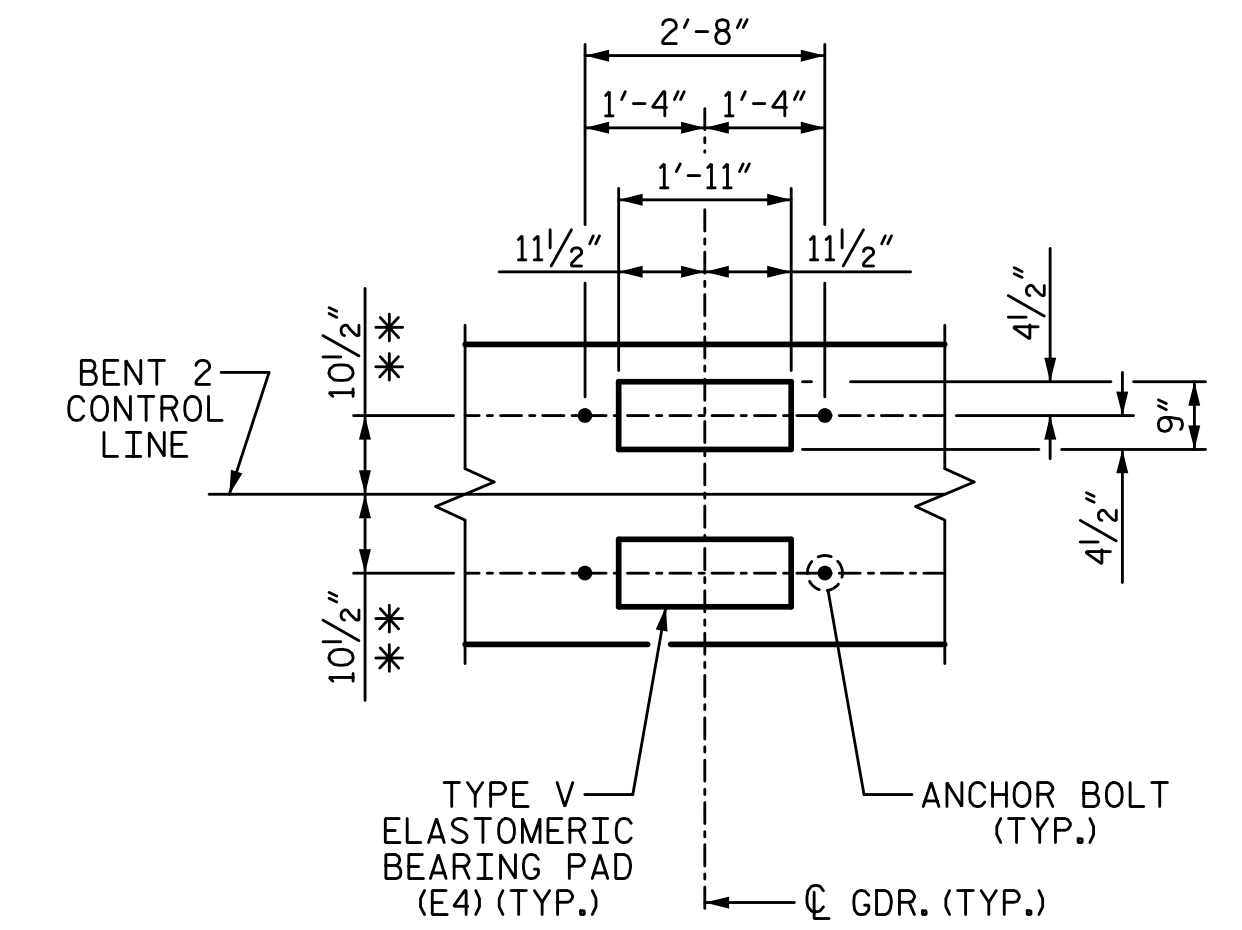 2'-8"
1'-4" 1'-4"
1'-11"
11½" 11½"
4½"
10½" **
BENT 2
CONTROL
LINE
9"
4½"
10½" **
TYPE V
ELASTOMERIC
BEARING PAD
(E4) (TYP.)
ANCHOR BOLT
(TYP.)
℄ GDR. (TYP.)